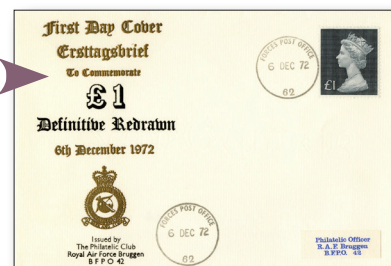 First Day Cover
Ersttagsbrief
To Commemorate
£1
Definitive Redrawn
6th December 1972
Issued by
The Philatelic Club
Royal Air Force Bruggen
B F P O 42
FORCES POST OFFICE
6 DEC 72
62
£1
FORCES POST OFFICE
6 DEC 72
62
Philatelic Officer
R.A.F. Bruggen
B.F.P.O. 42